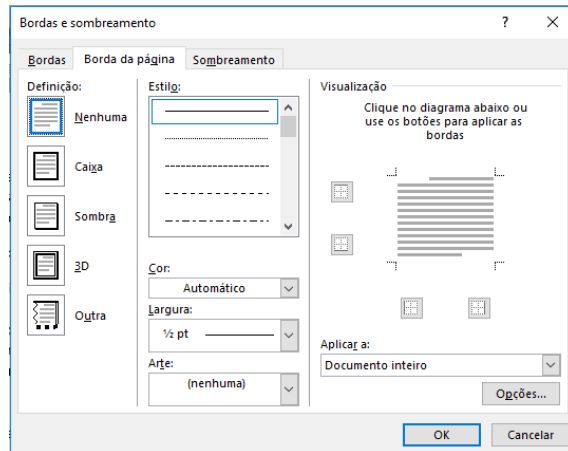 Bordas e sombreamento
?
Bordas
Borda da página
Sombreamento
Definição:
Nenhuma
Caixa
Sombra
3D
Outra
Estilo:
Cor:
Automático
Largura:
½ pt
Arte:
(nenhuma)
Visualização
Clique no diagrama abaixo ou
use os botões para aplicar as
bordas
Aplicar a:
Documento inteiro
Opções...
OK
Cancelar